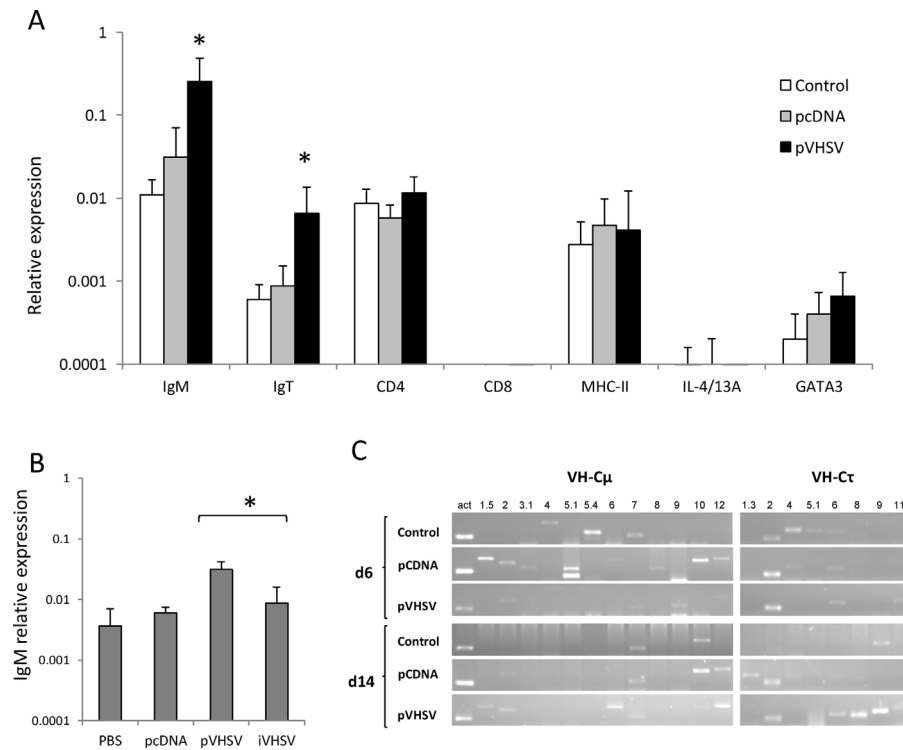 A
Relative expression
1
0.1
0.01
0.001
0.0001
*
*
Control
pcDNA
pVHSV
IgM IgT CD4 CD8 MHC-II IL-4/13A GATA3
B
IgM relative expression
1
0.1
0.01
0.001
0.0001
*
PBS pcDNA pVHSV iVHSV
C
VH-Cμ VH-Cτ
act 1.5 2 3.1 4 5.1 5.4 6 7 8 9 10 12 1.3 2 4 5.1 6 8 9 11
d6
Control
pCDNA
pVHSV
d14
Control
pCDNA
pVHSV